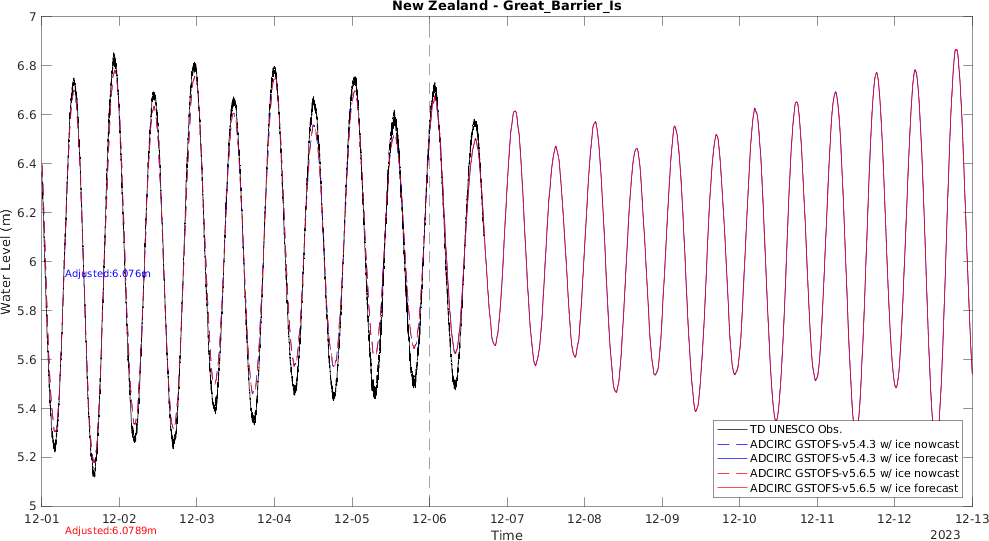 New Zealand - Great_Barrier_Is
7
6.8
6.6
6.4
6.2
6
5.8
5.6
5.4
5.2
5
Water Level (m)
Adjusted:6.076m
TD UNESCO Obs.
ADCIRC GSTOFS-v5.4.3 w/ ice nowcast
ADCIRC GSTOFS-v5.4.3 w/ ice forecast
ADCIRC GSTOFS-v5.6.5 w/ ice nowcast
ADCIRC GSTOFS-v5.6.5 w/ ice forecast
12-01 12-02 12-03 12-04 12-05 12-06 12-07 12-08 12-09 12-10 12-11 12-12 12-13
Adjusted:6.0789m
Time
2023